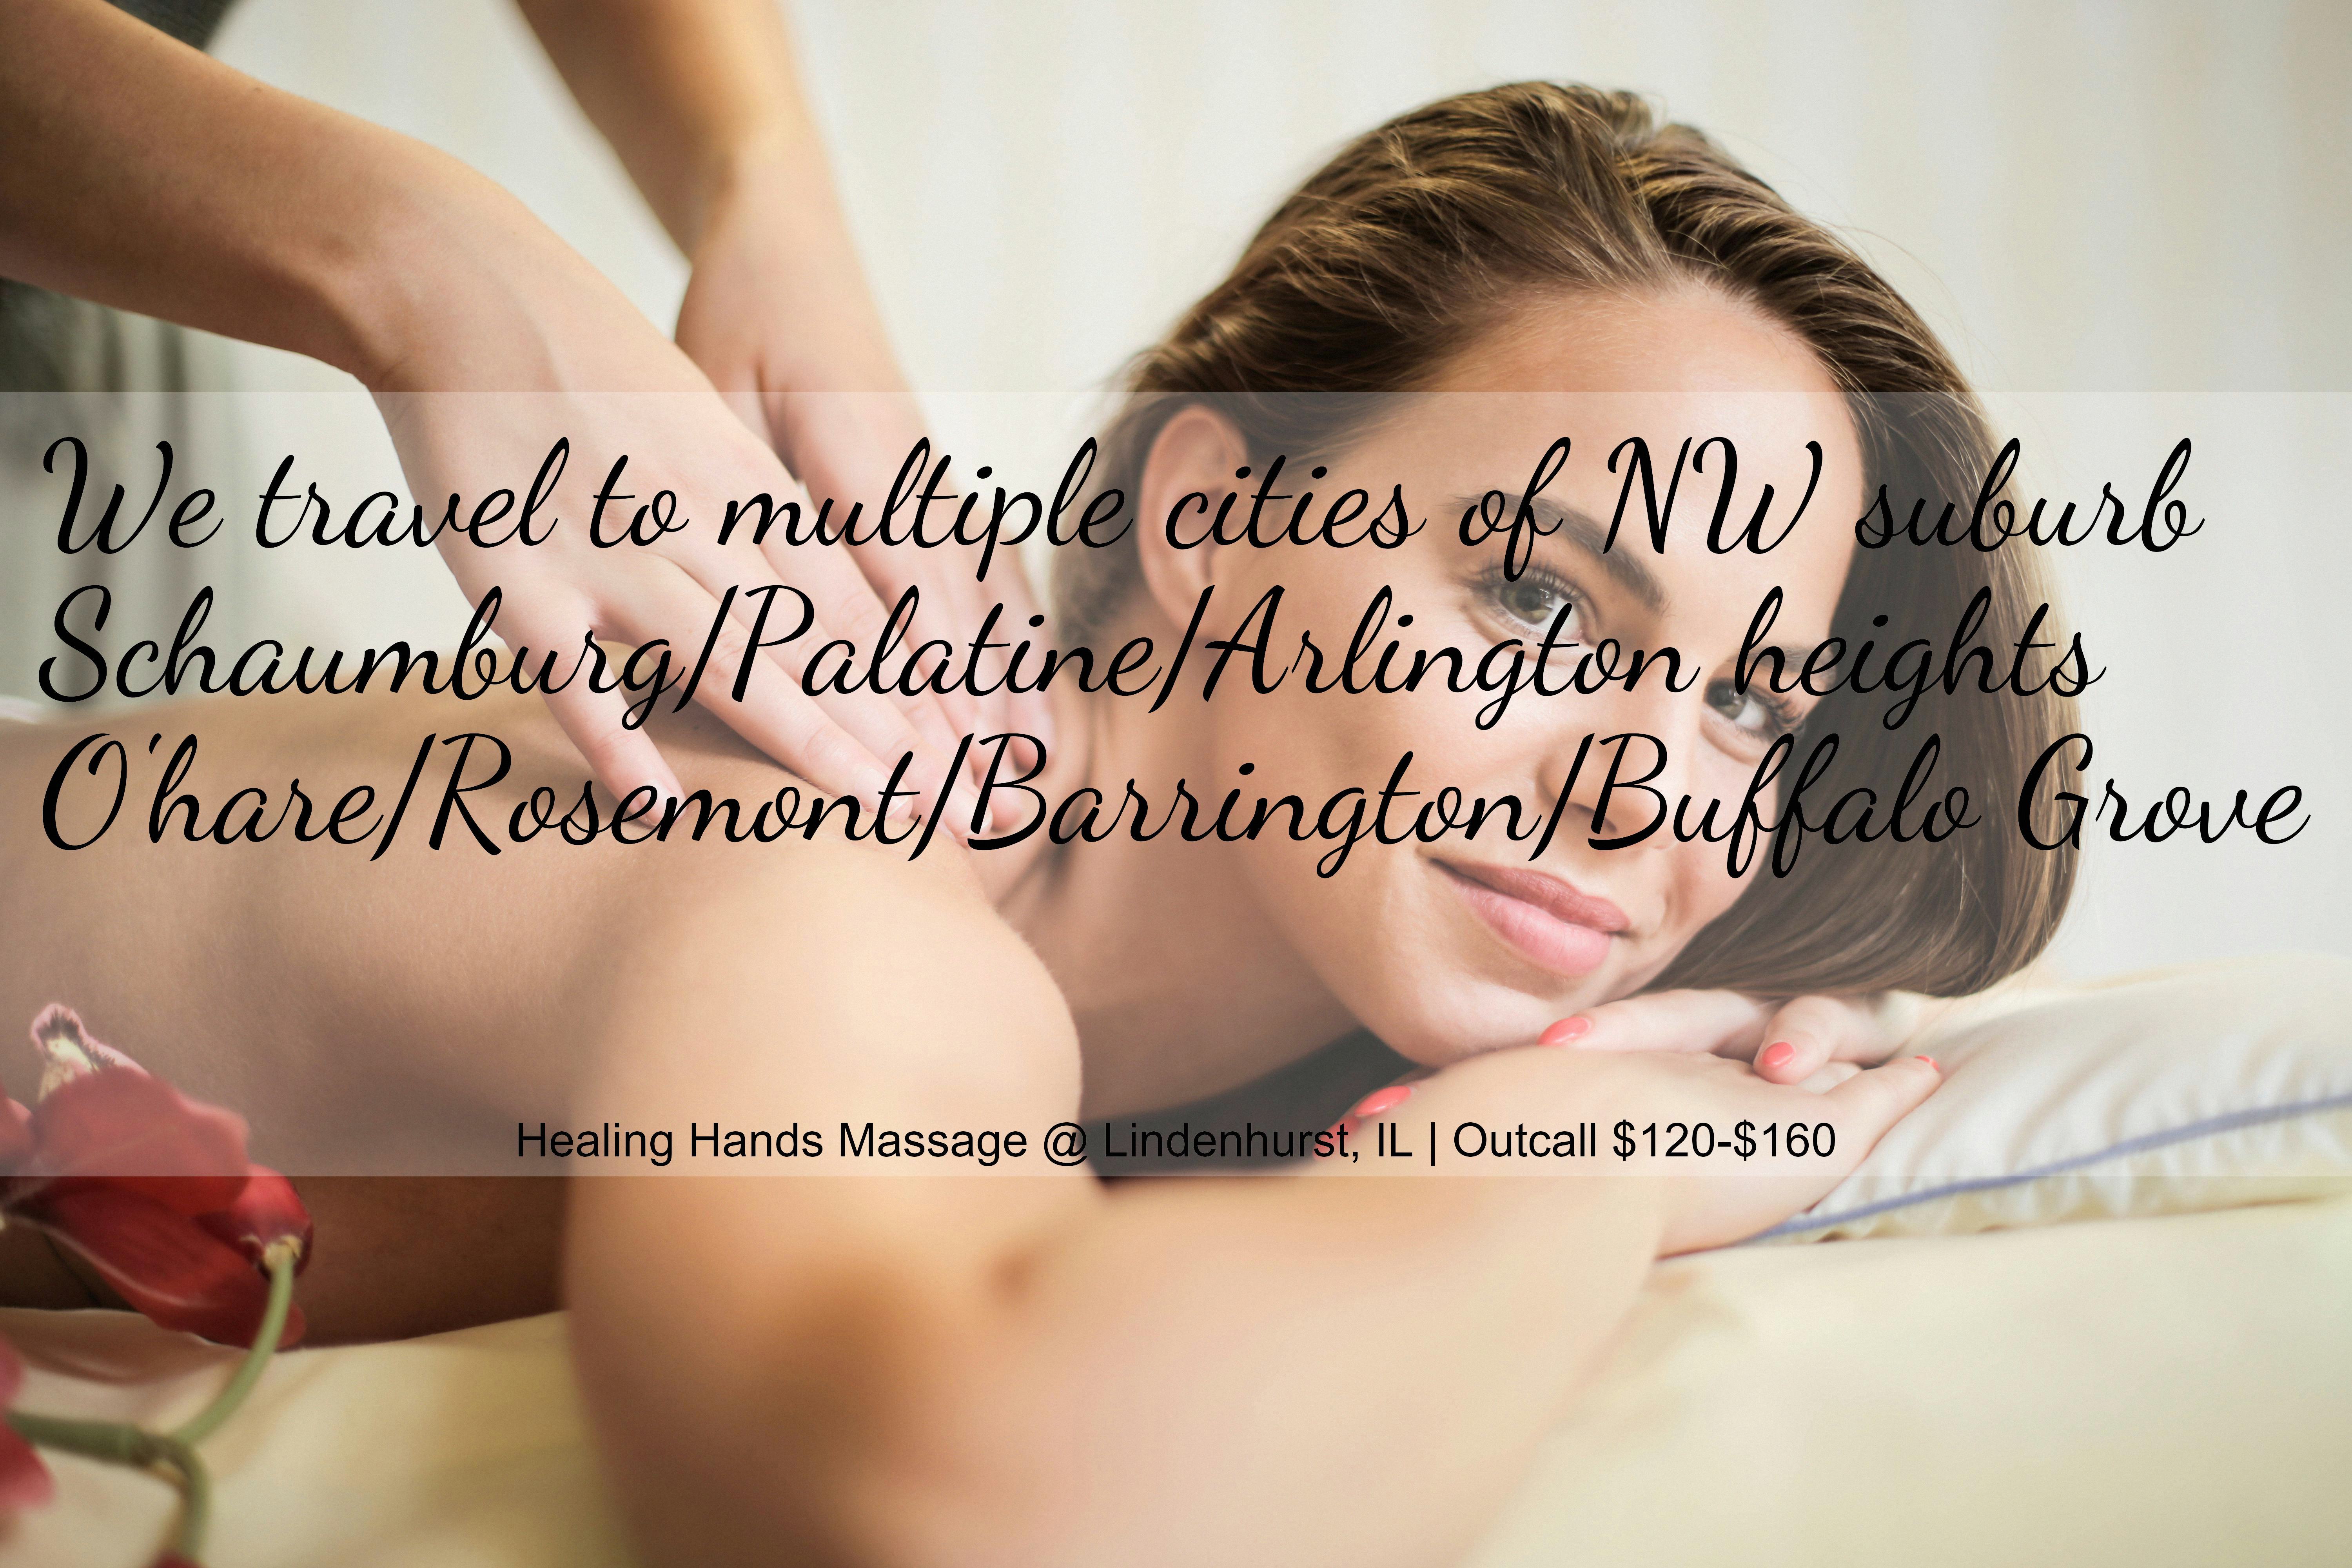 We travel to multiple cities of NW suburb
Schaumburg/Palatine/Arlington heights
O'hare/Rosemont/Barrington/Buffalo Grove
Healing Hands Massage @ Lindenhurst, IL | Outcall $120-$160